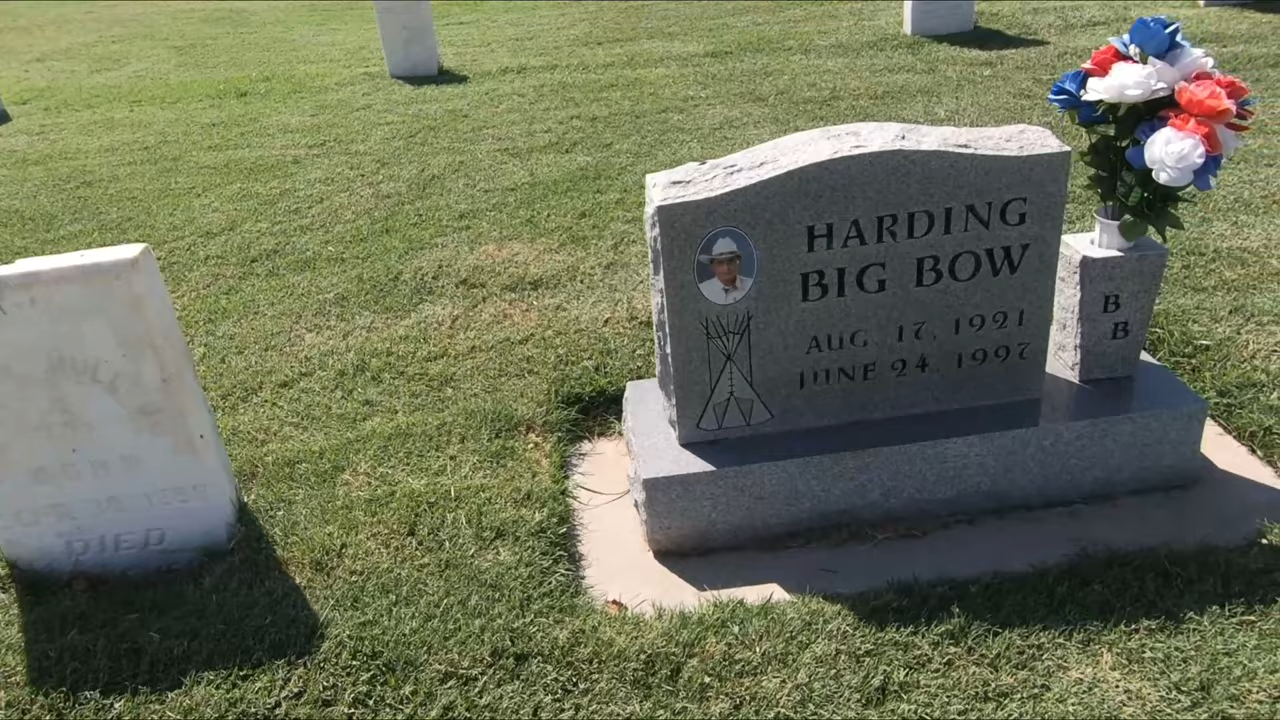 HARDING
BIG BOW
AUG. 17, 1921
JUNE 24, 1997
B
B
DIED